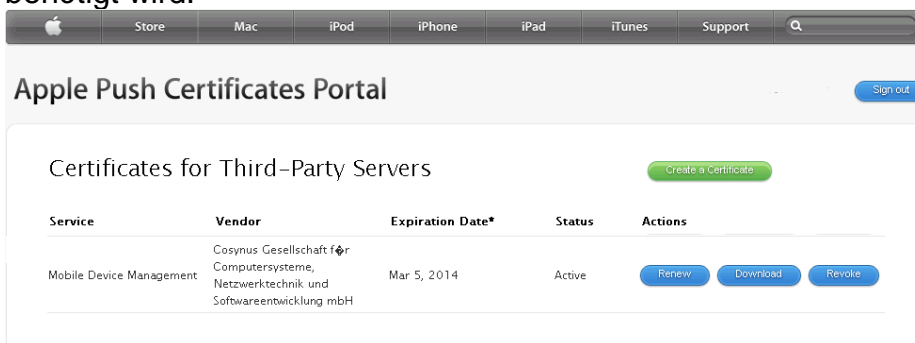 benötigt wird.
Store Mac iPod iPhone iPad iTunes Support
Apple Push Certificates Portal
Sign out
Certificates for Third-Party Servers
Create a Certificate
Service Vendor Expiration Date* Status Actions
Cosynus Gesellschaft f�r
Computersysteme,
Mobile Device Management Netzwerktechnik und Mar 5, 2014 Active Renew Download Revoke
Softwareentwicklung mbH